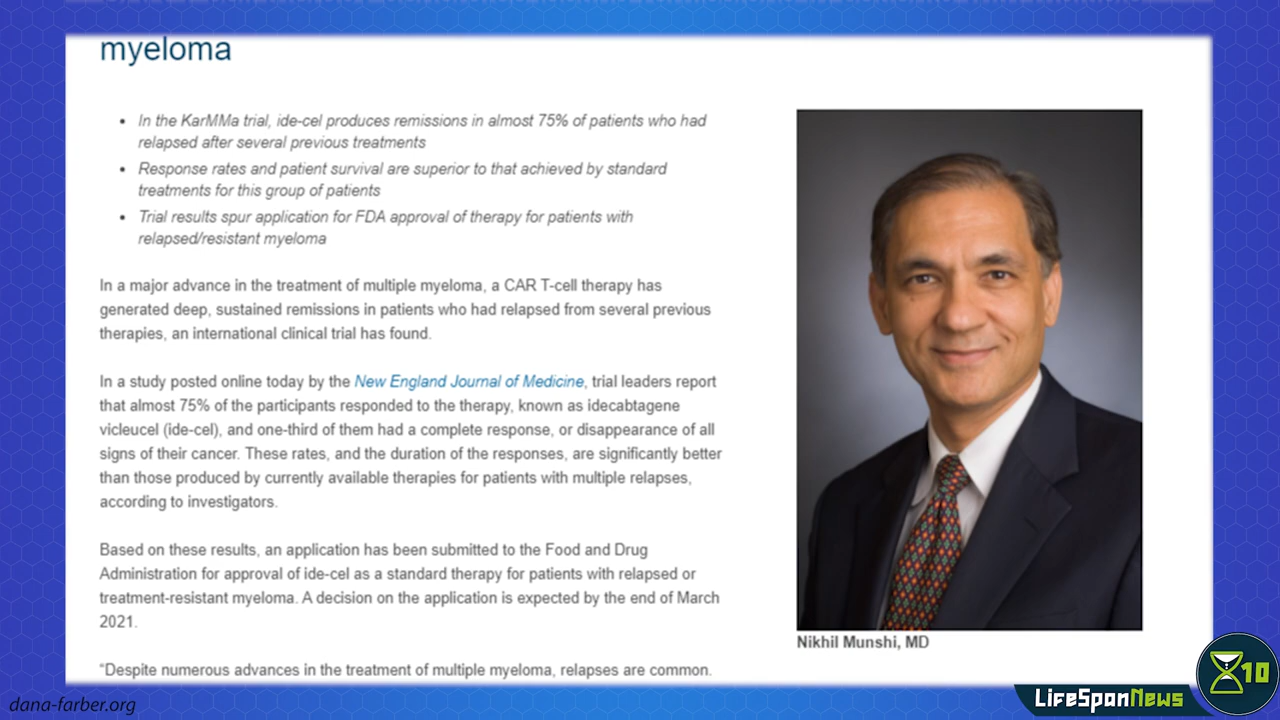 myeloma
• In the KarMMa trial, ide-cel produces remissions in almost 75% of patients who had
relapsed after several previous treatments
• Response rates and patient survival are superior to that achieved by standard
treatments for this group of patients
• Trial results spur application for FDA approval of therapy for patients with
relapsed/resistant myeloma
In a major advance in the treatment of multiple myeloma, a CAR T-cell therapy has
generated deep, sustained remissions in patients who had relapsed from several previous
therapies, an international clinical trial has found.
In a study posted online today by the New England Journal of Medicine, trial leaders report
that almost 75% of the participants responded to the therapy, known as idecabtagene
vicleucel (ide-cel), and one-third of them had a complete response, or disappearance of all
signs of their cancer. These rates, and the duration of the responses, are significantly better
than those produced by currently available therapies for patients with multiple relapses,
according to investigators.
Based on these results, an application has been submitted to the Food and Drug
Administration for approval of ide-cel as a standard therapy for patients with relapsed or
treatment-resistant myeloma. A decision on the application is expected by the end of March
2021.
“Despite numerous advances in the treatment of multiple myeloma, relapses are common.
Nikhil Munshi, MD
dana-farber.org
LifeSpanNews
10